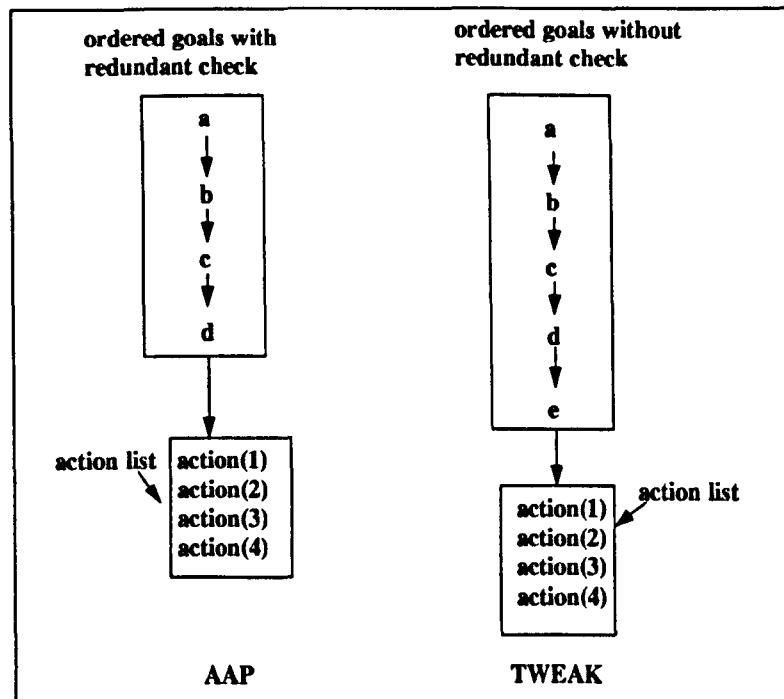 ordered goals with
redundant check
a
b
c
d
action list
action(1)
action(2)
action(3)
action(4)
AAP
ordered goals without
redundant check
a
b
c
d
e
action(1)
action(2)
action(3)
action(4)
action list
TWEAK